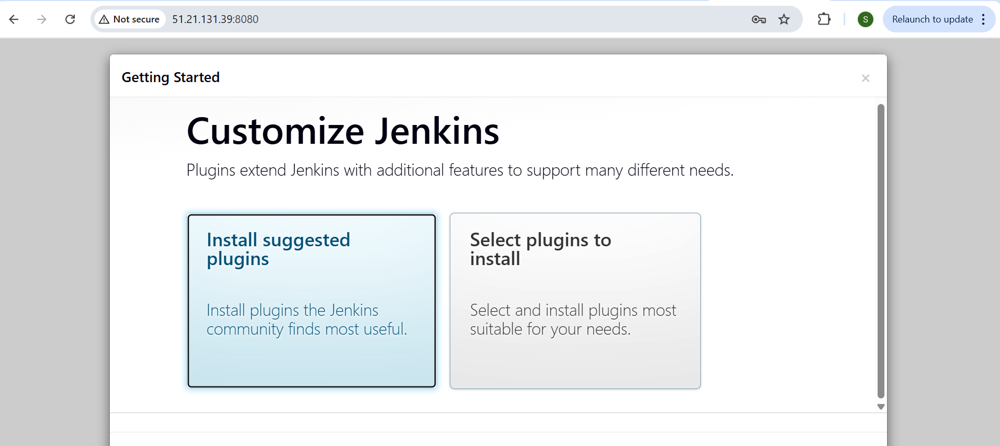 Not secure
51.21.131.39:8080
S
Relaunch to update
Getting Started
×
Customize Jenkins
Plugins extend Jenkins with additional features to support many different needs.
Install suggested
plugins
Install plugins the Jenkins
community finds most useful.
Select plugins to
install
Select and install plugins most
suitable for your needs.